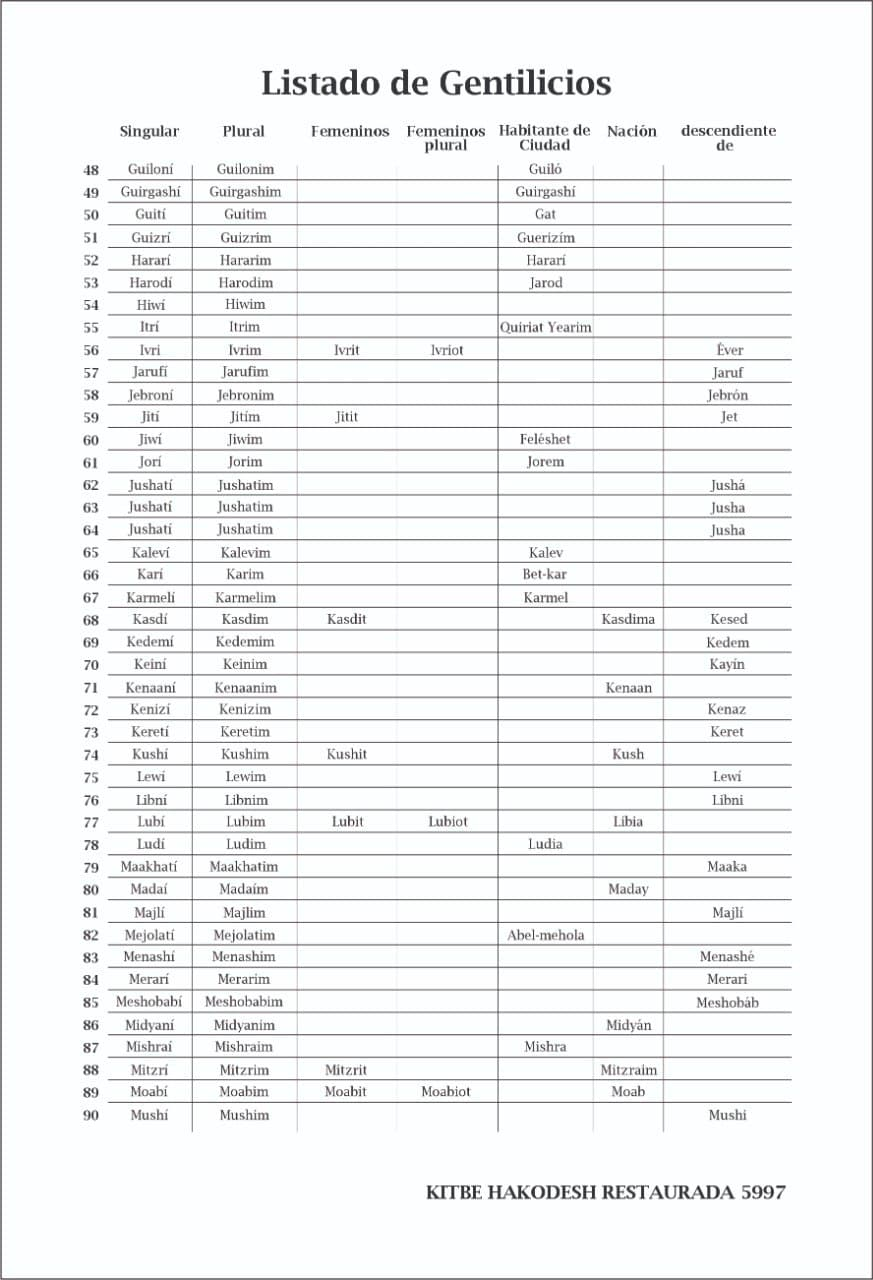 Listado de Gentilicios
Singular Plural Femeninos Femeninos plural Habitante de Ciudad Nación descendiente de
48 Guiloní Guilonim Guiló
49 Guirgashí Guirgashim Guirgashí
50 Guití Guitim Gat
51 Guizrí Guizrim Guerizím
52 Hararí Hararim Hararí
53 Harodí Harodim Jarod
54 Hiwí Hiwim
55 Itrí Itrim Quiriat Yearim
56 Ivri Ivrim Ivrit Ivriot Éver
57 Jarufí Jarufim Jaruf
58 Jebroní Jebronim Jebrón
59 Jití Jitím Jitit Jet
60 Jiwí Jiwim Feléshet
61 Jorí Jorim Jorem
62 Jushatí Jushatim Jushá
63 Jushatí Jushatim Jusha
64 Jushatí Jushatim Jusha
65 Kaleví Kalevim Kalev
66 Karí Karim Bet-kar
67 Karmelí Karmelim Karmel
68 Kasdí Kasdim Kasdit Kasdima Kesed
69 Kedemí Kedemim Kedem
70 Keiní Keinim Kayín
71 Kenaaní Kenaanim Kenaan
72 Kenizí Kenizim Kenaz
73 Keretí Keretim Keret
74 Kushí Kushim Kushit Kush
75 Lewí Lewim Lewí
76 Libní Libnim Libni
77 Lubí Lubim Lubit Lubiot Libia
78 Ludí Ludim Ludia
79 Maakhatí Maakhatim Maaka
80 Madaí Madaím Maday
81 Majlí Majlim Majlí
82 Mejolatí Mejolatim Abel-mehola
83 Menashí Menashim Menashé
84 Merarí Merarim Merari
85 Meshobabí Meshobabim Meshobáb
86 Midyaní Midyanim Midyán
87 Mishraí Mishraim Mishra
88 Mitzrí Mitzrim Mitzrit Mitzraim
89 Moabí Moabim Moabit Moabiot Moab
90 Mushí Mushim Mushi
KITBE HAKODESH RESTAURADA 5997